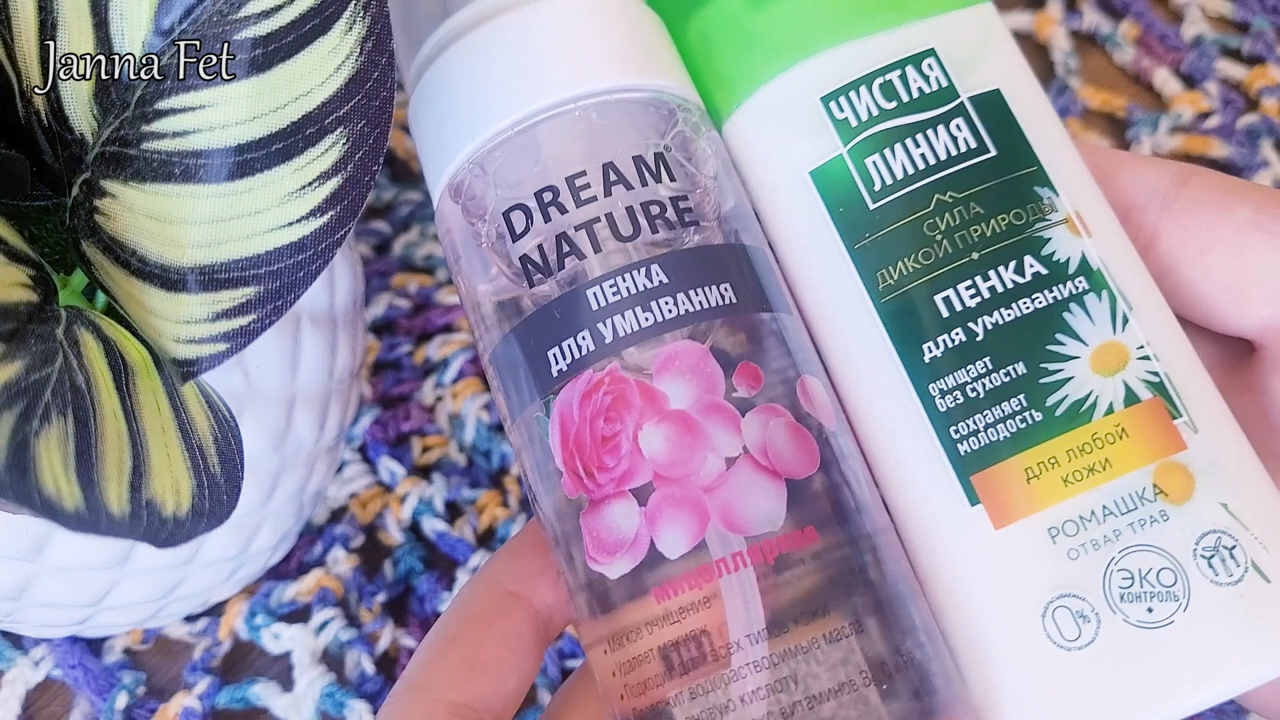 Janna Fet
DREAM
NATURE
ПЕНКА
ДЛЯ УМЫВАНИЯ
мицеллярная
• Мягкое очищение
• Удаляет макияж
• Подходит для всех типов кожи
водорастворимые масла
кислоту
витаминов
ЧИСТАЯ
ЛИНИЯ
СИЛА
ДИКОЙ ПРИРОДЫ
ПЕНКА
для умывания
очищает
без сухости
сохраняет
молодость
для любой
кожи
РОМАШКА
ОТВАР ТРАВ
ЭКО
КОНТРОЛЬ
0%